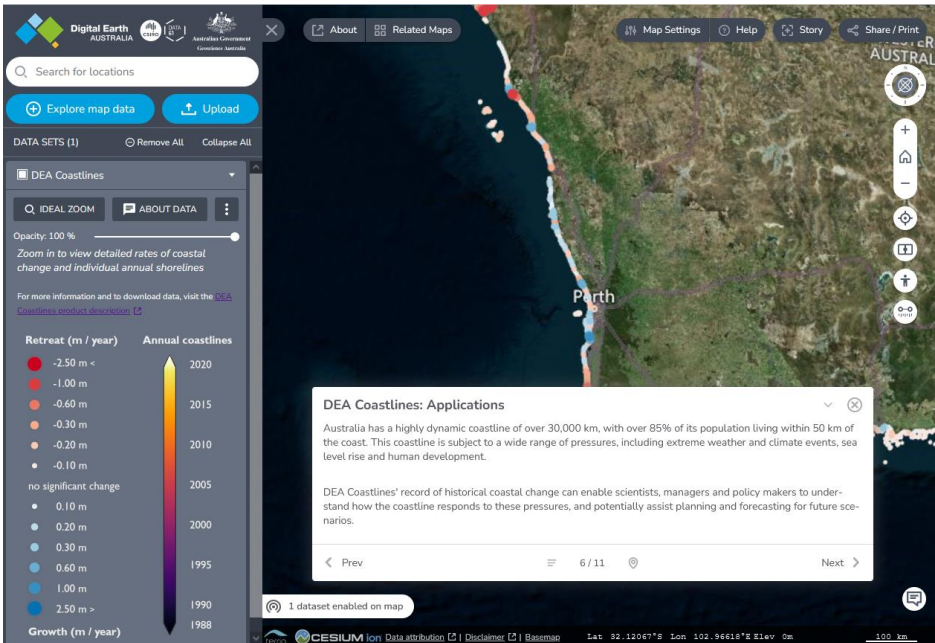 Digital Earth
AUSTRALIA
CSIRO
DATA
61
Australian Government
Geoscience Australia
About
Related Maps
Map Settings
Help
Story
Share / Print
AUSTRAL
Search for locations
Explore map data
Upload
DATA SETS (1)
Remove All
Collapse All
DEA Coastlines
IDEAL ZOOM
ABOUT DATA
Opacity: 100 %
Zoom in to view detailed rates of coastal
change and individual annual shorelines
For more information and to download data, visit the DEA
Coastlines product description
Retreat (m / year)
-2.50 m <
-1.00 m
-0.60 m
-0.30 m
-0.20 m
-0.10 m
no significant change
0.10 m
0.20 m
0.30 m
0.60 m
1.00 m
2.50 m >
Growth (m / year)
Annual coastlines
2020
2015
2010
2005
2000
1995
1990
1988
Perth
DEA Coastlines: Applications
Australia has a highly dynamic coastline of over 30,000 km, with over 85% of its population living within 50 km of
the coast. This coastline is subject to a wide range of pressures, including extreme weather and climate events, sea
level rise and human development.
DEA Coastlines' record of historical coastal change can enable scientists, managers and policy makers to under-
stand how the coastline responds to these pressures, and potentially assist planning and forecasting for future sce-
narios.
Prev
6 / 11
Next
1 dataset enabled on map
CESIUM ion Data attribution | Disclaimer | Basemap
Lat 32.12067°S Lon 102.96618°E Elev 0m
100 km